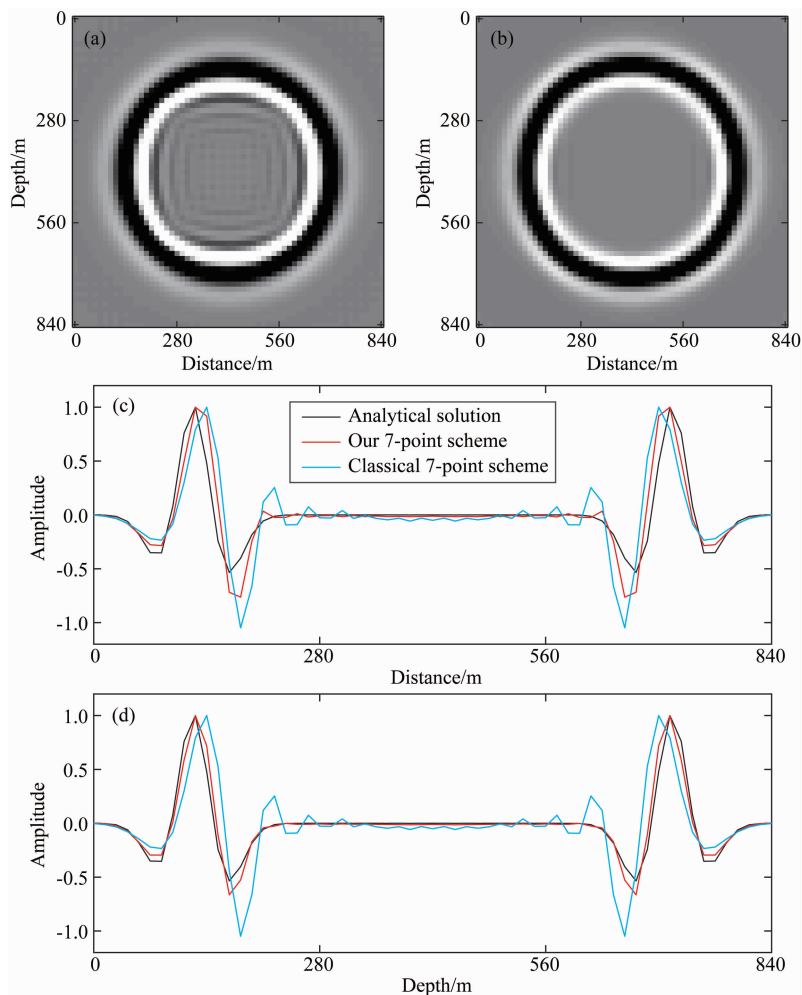 (a)
0
280
560
840
Depth/m
0
280
560
840
Distance/m
(b)
0
280
560
840
Depth/m
0
280
560
840
Distance/m
(c)
Analytical solution
Our 7-point scheme
Classical 7-point scheme
1.0
0.5
0.0
-0.5
-1.0
Amplitude
0
280
560
840
Distance/m
(d)
1.0
0.5
0.0
-0.5
-1.0
Amplitude
0
280
560
840
Depth/m